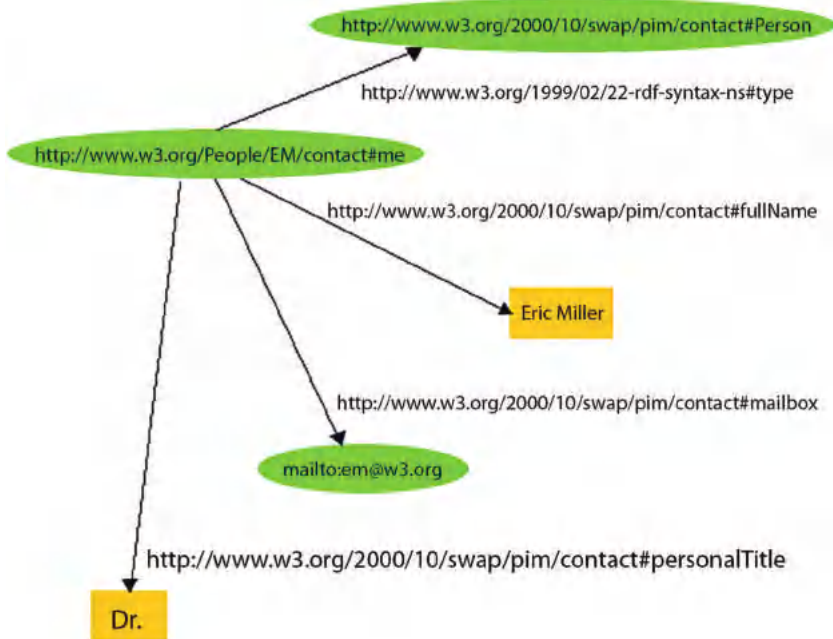 http://www.w3.org/2000/10/swap/pim/contact#Person
http://www.w3.org/1999/02/22-rdf-syntax-ns#type
http://www.w3.org/People/EM/contact#me
http://www.w3.org/2000/10/swap/pim/contact#fullName
Eric Miller
http://www.w3.org/2000/10/swap/pim/contact#mailbox
mailto:em@w3.org
http://www.w3.org/2000/10/swap/pim/contact#personalTitle
Dr.